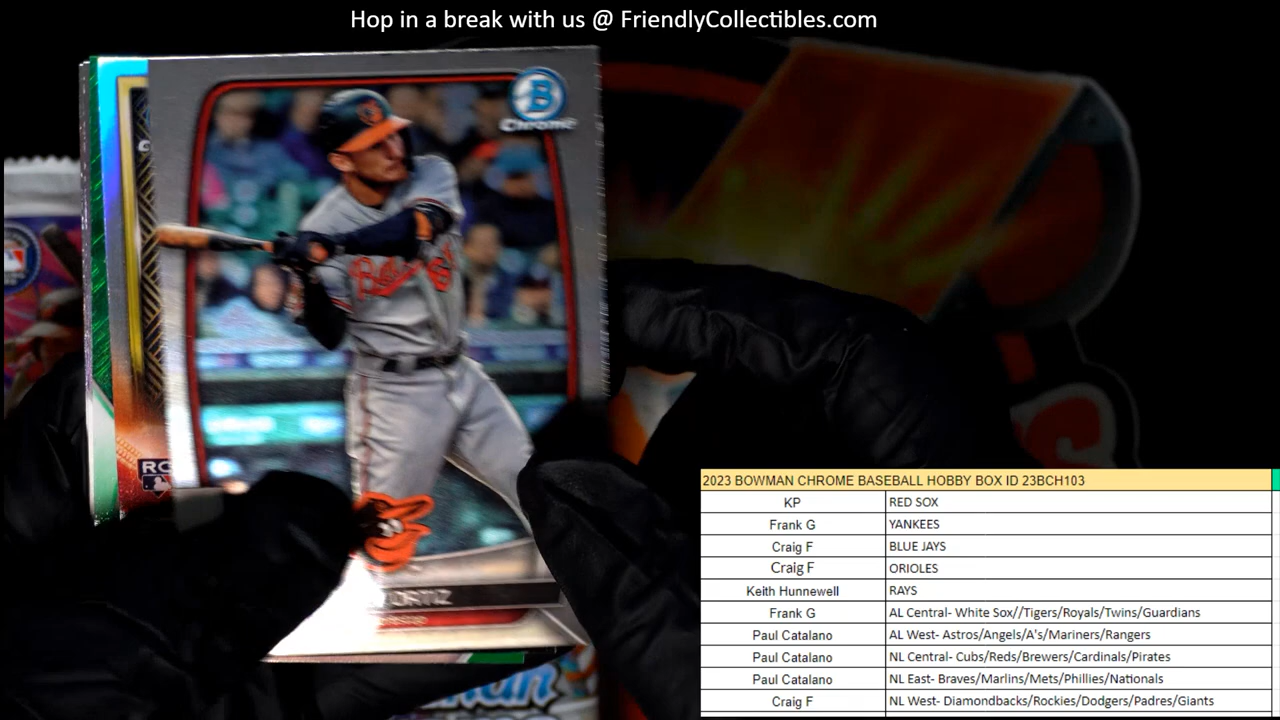 Hop in a break with us @ FriendlyCollectibles.com
B
Chrome
RC
ORTIZ
2023 BOWMAN CHROME BASEBALL HOBBY BOX ID 23BCH103
KP RED SOX
Frank G YANKEES
Craig F BLUE JAYS
Craig F ORIOLES
Keith Hunnewell RAYS
Frank G AL Central- White Sox//Tigers/Royals/Twins/Guardians
Paul Catalano AL West- Astros/Angels/A's/Mariners/Rangers
Paul Catalano NL Central- Cubs/Reds/Brewers/Cardinals/Pirates
Paul Catalano NL East- Braves/Marlins/Mets/Phillies/Nationals
Craig F NL West- Diamondbacks/Rockies/Dodgers/Padres/Giants